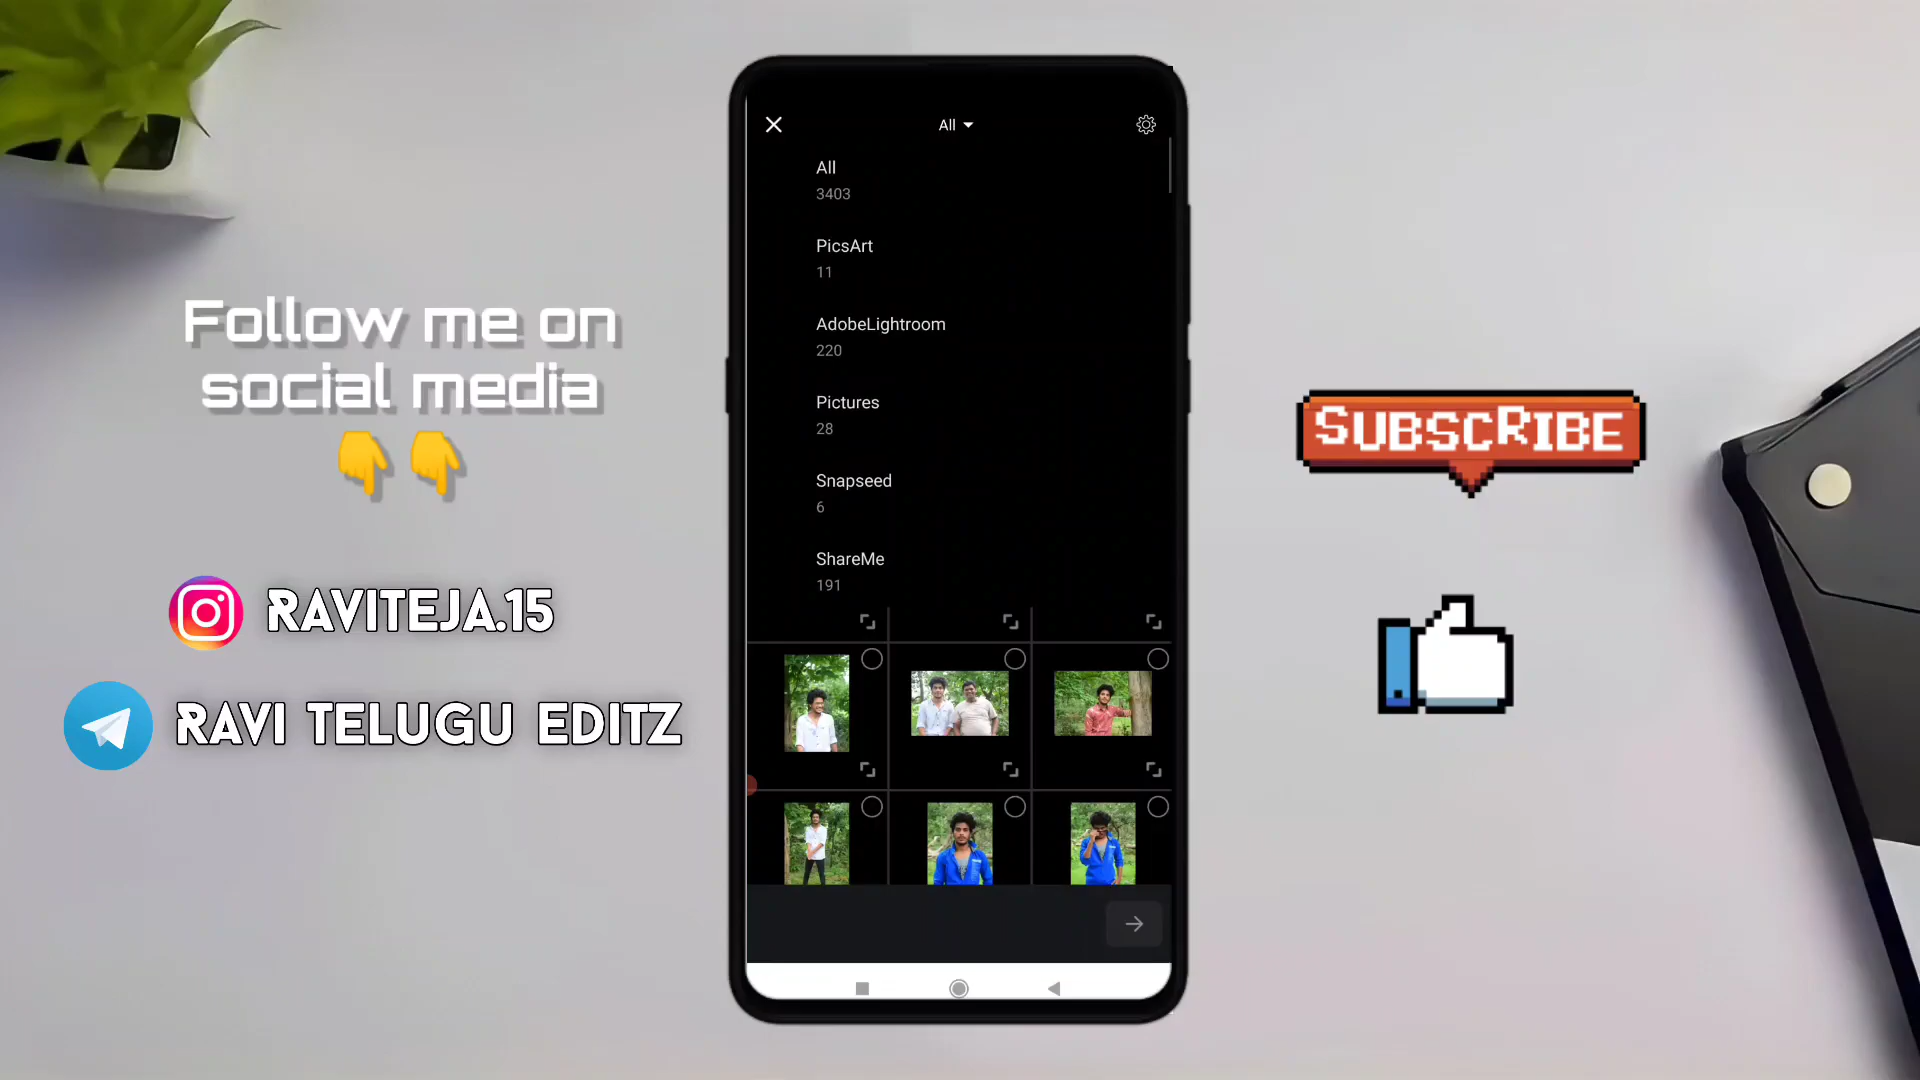 Follow me on
social media
👇👇
RAVITEJA.15
RAVI TELUGU EDITZ
All
All
3403
PicsArt
11
AdobeLightroom
220
Pictures
28
Snapseed
6
ShareMe
191
SUBSCRIBE